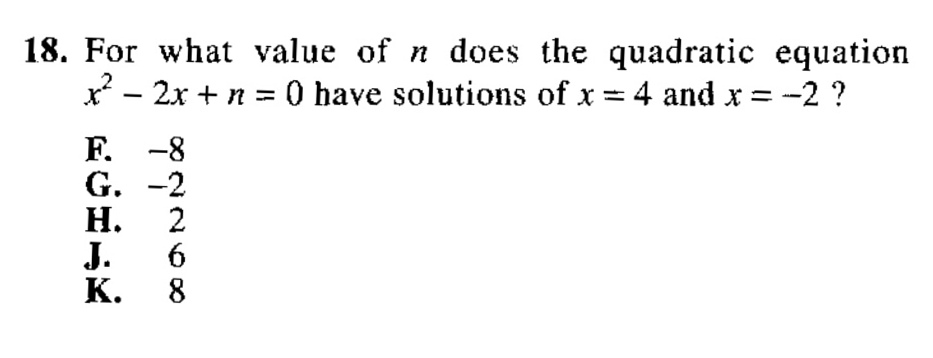 18. For what value of n does the quadratic equation
x² – 2x + n = 0 have solutions of x = 4 and x = –2 ?
F. –8
G. –2
H. 2
J. 6
K. 8